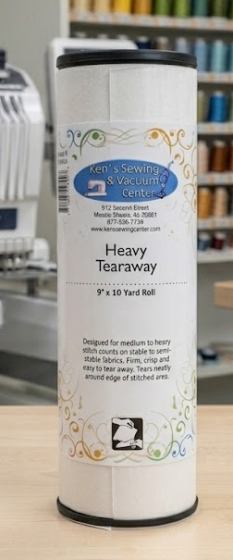 Ken's Sewing
& Vacuum
Center
912 Second Street
Muscle Shoals, AL 35661
877-536-7736
www.kenssewingcenter.com
Heavy
Tearaway
9" x 10 Yard Roll
Designed for medium to heavy
stitch counts on stable to semi-
stable fabrics. Firm, crisp and
easy to tear away. Tears neatly
around edge of stitched area.